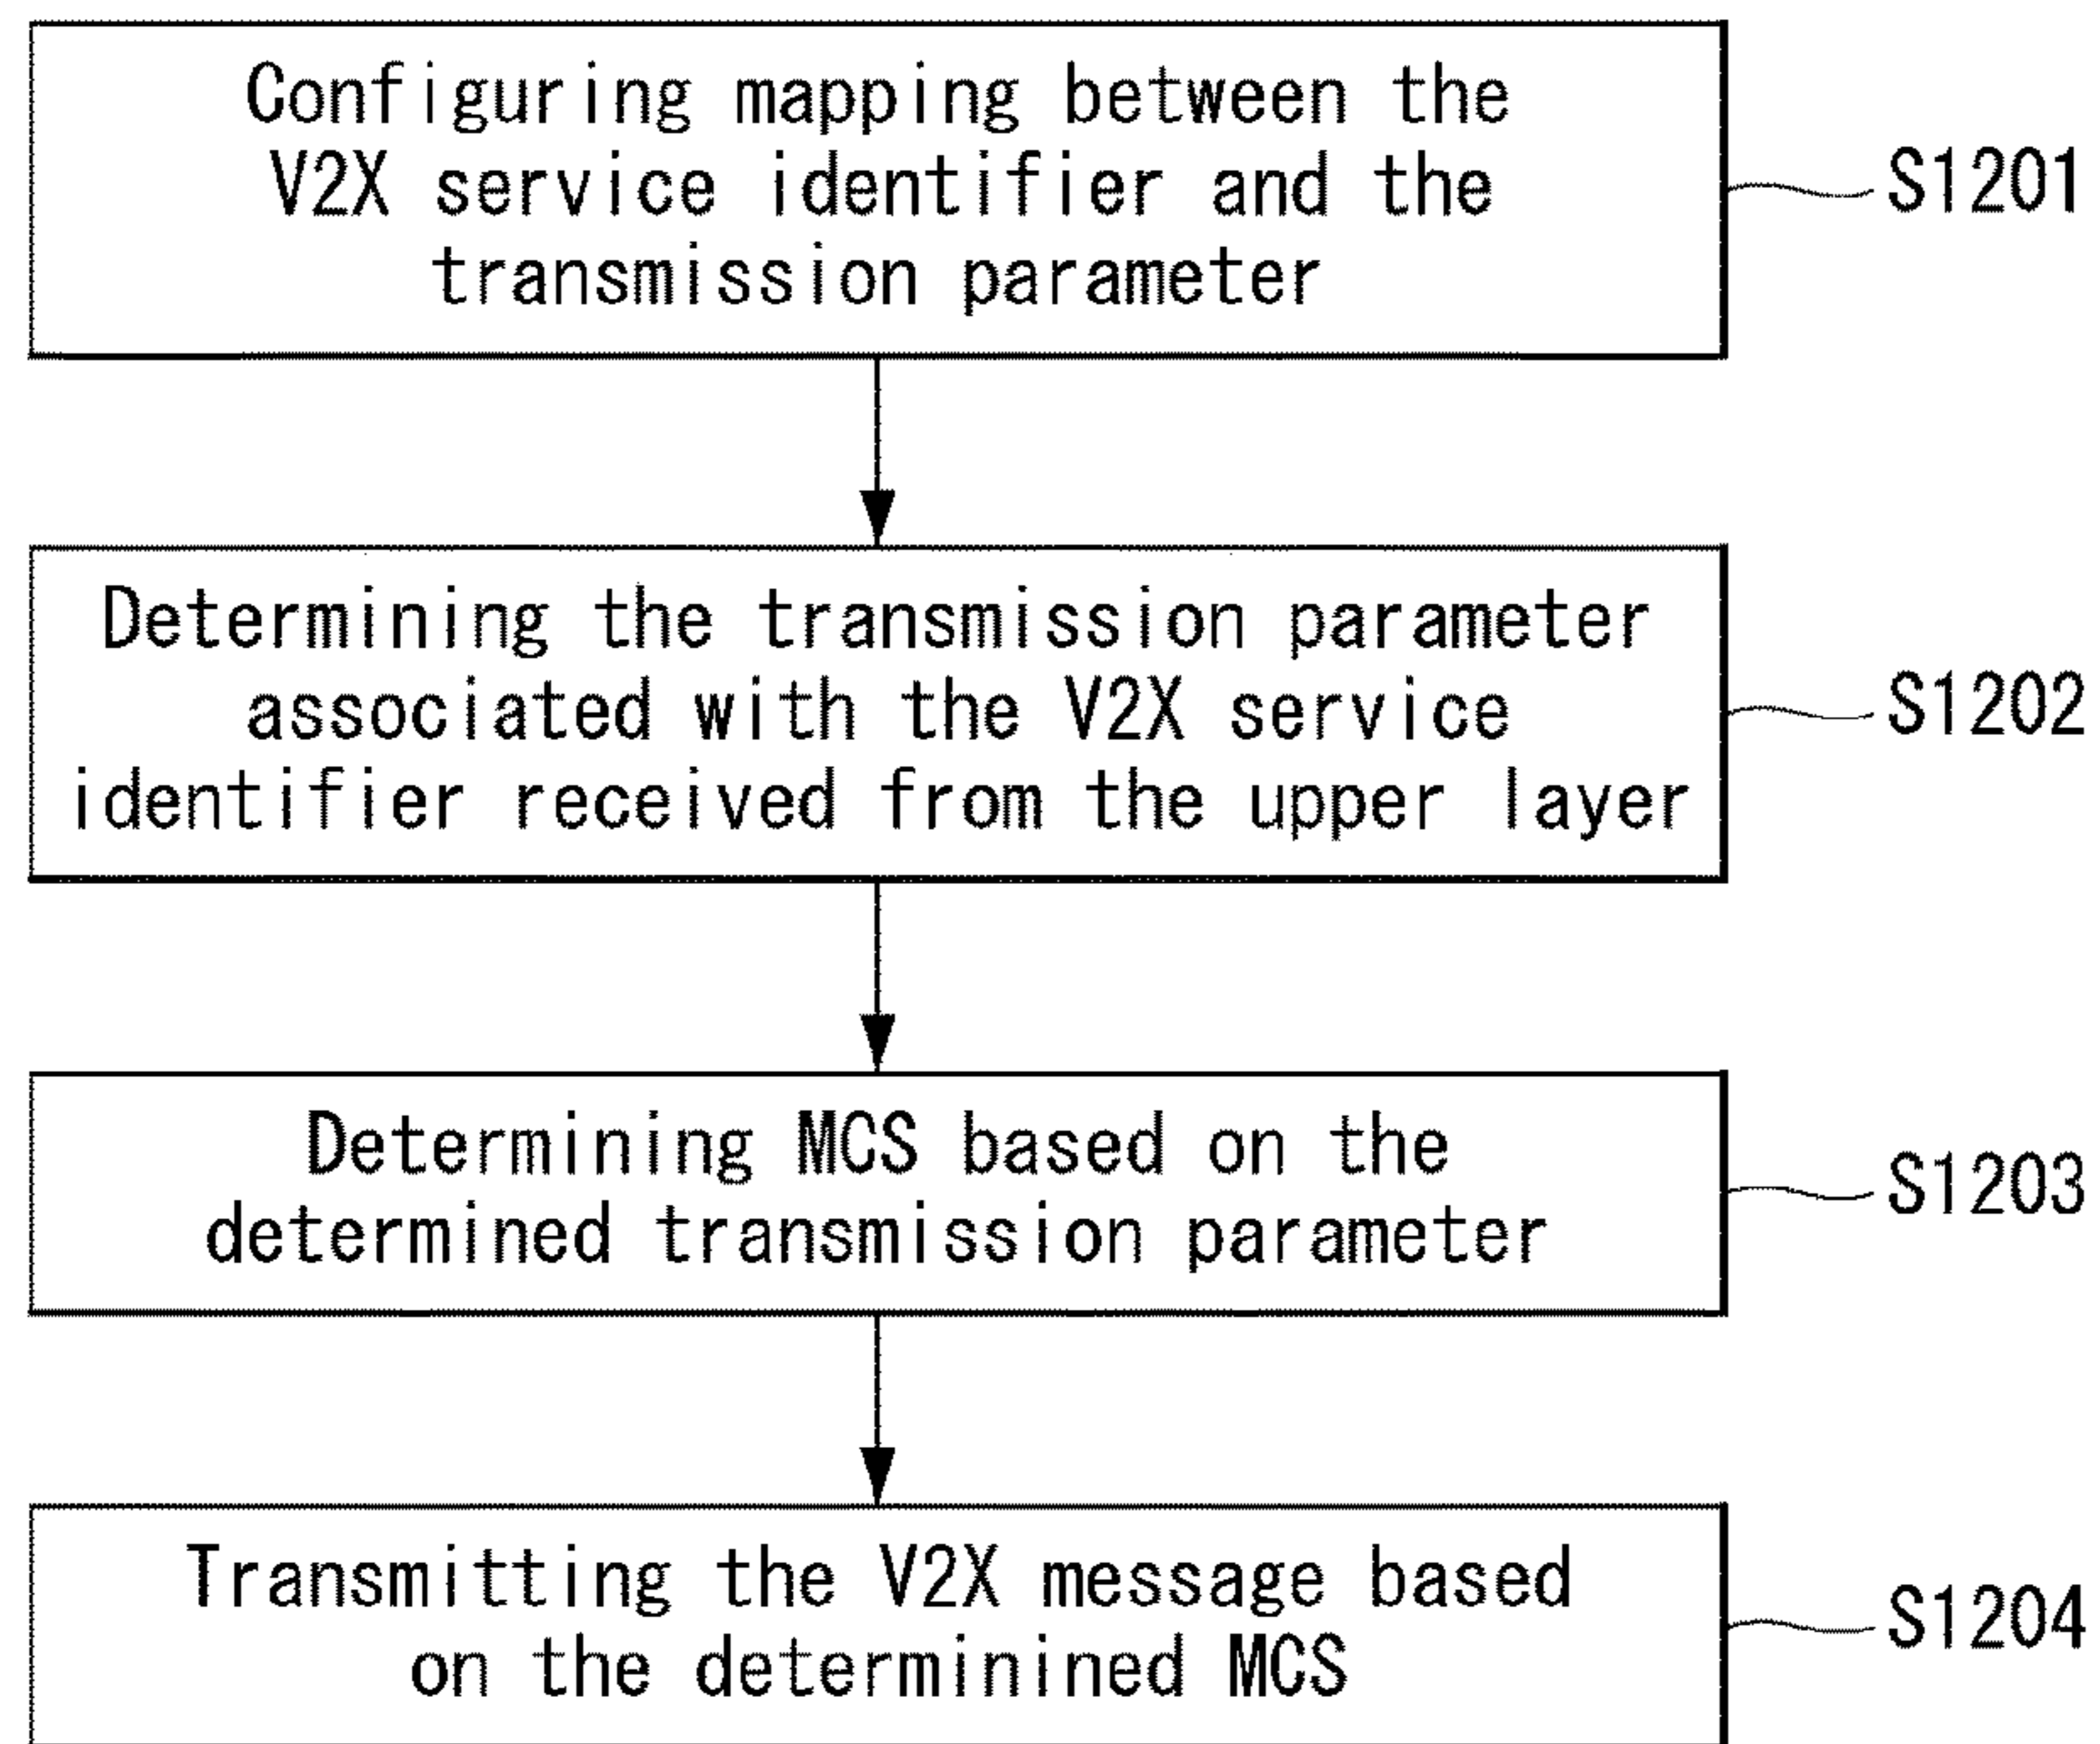 Configuring mapping between the
V2X service identifier and the
transmission parameter
S1201
Determining the transmission parameter
associated with the V2X service
identifier received from the upper layer
S1202
Determining MCS based on the
determined transmission parameter
S1203
Transmitting the V2X message based
on the determinined MCS
S1204